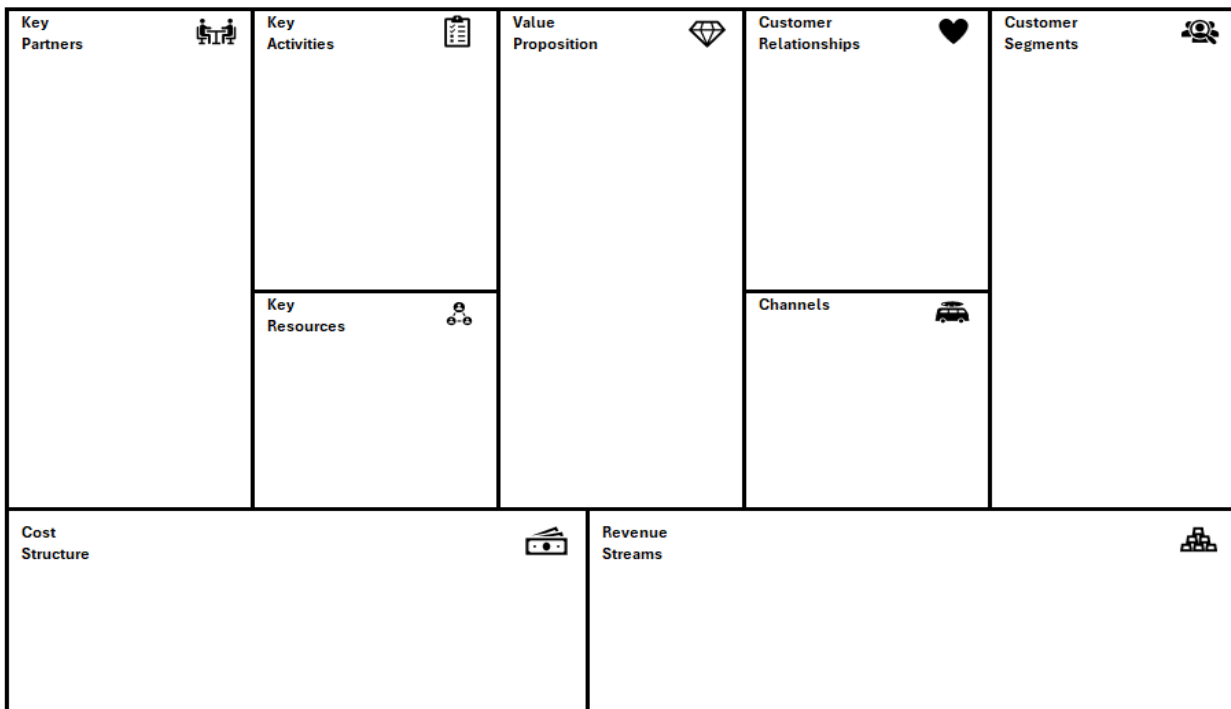 Key
Partners
Key
Activities
Value
Proposition
Customer
Relationships
Customer
Segments
Key
Resources
Channels
Cost
Structure
Revenue
Streams